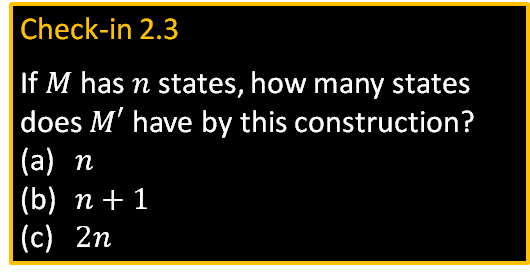 Check-in 2.3
If M has n states, how many states
does M′ have by this construction?
(a) n
(b) n + 1
(c) 2n